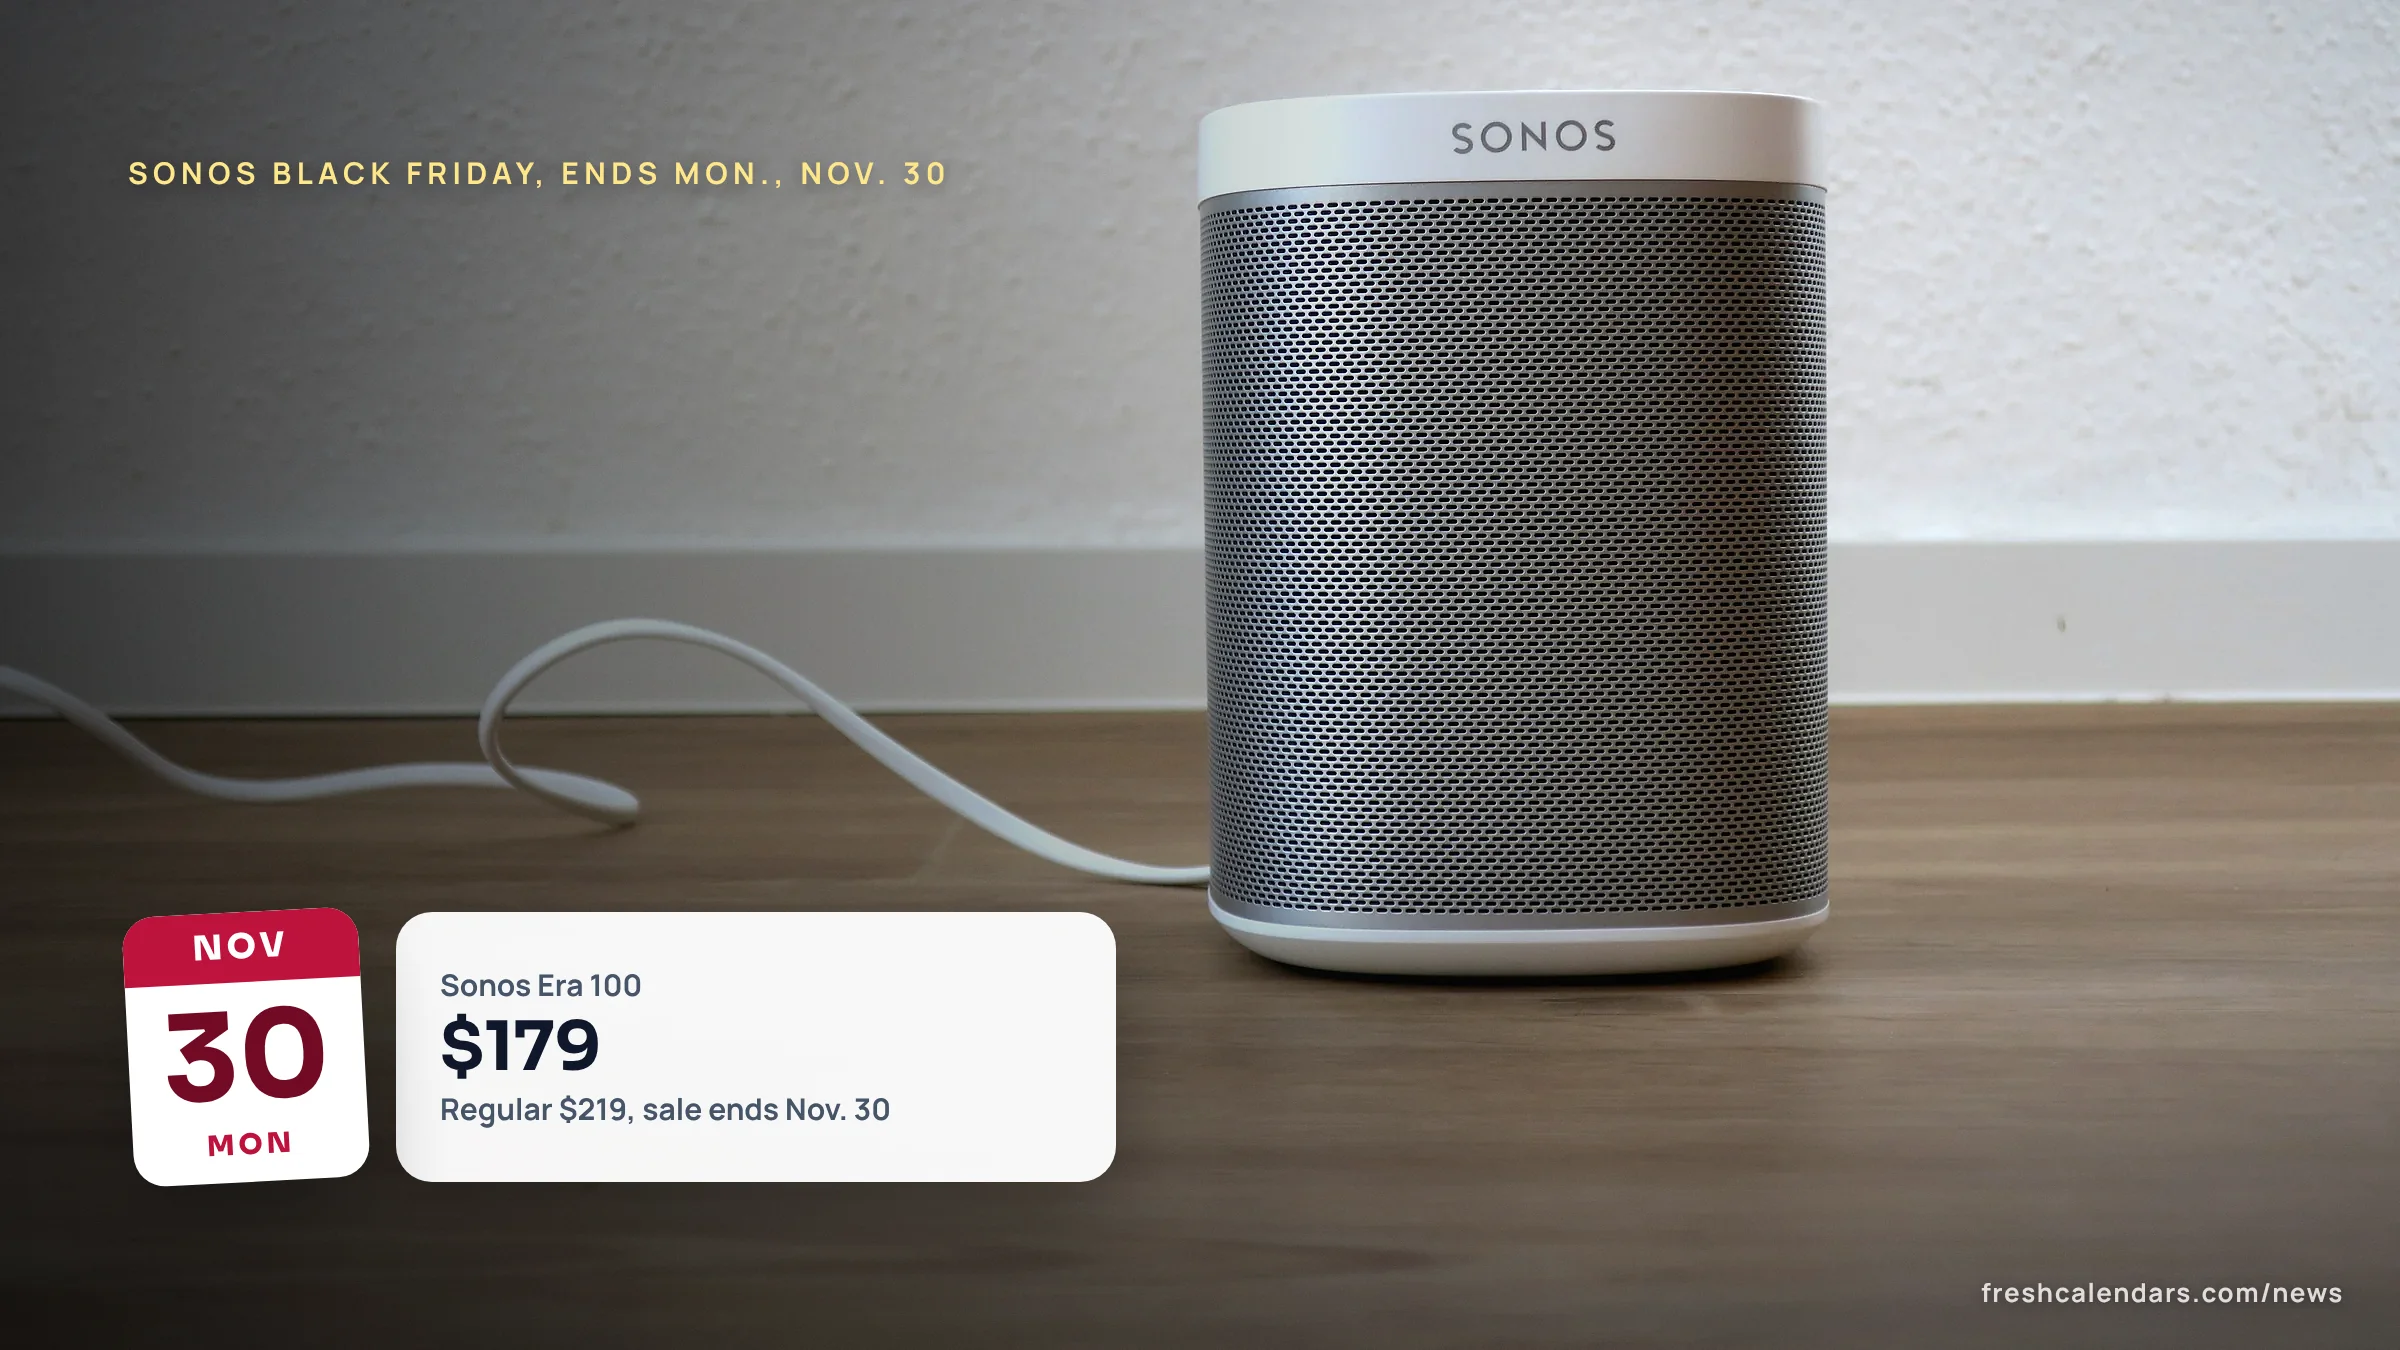 SONOS
SONOS BLACK FRIDAY, ENDS MON., NOV. 30
NOV
30
MON
Sonos Era 100
$179
Regular $219, sale ends Nov. 30
freshcalendars.com/news